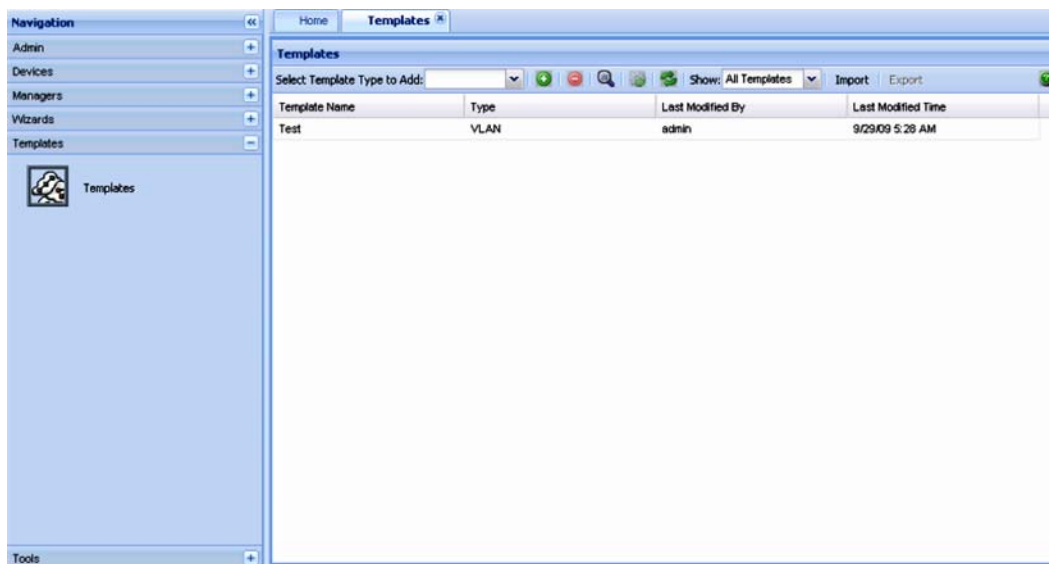 Navigation
Admin
Devices
Managers
Wizards
Templates
Templates
Tools
Home Templates
Templates
Select Template Type to Add: Show: All Templates Import Export
Template Name Type Last Modified By Last Modified Time
Test VLAN admin 9/29/09 5:28 AM